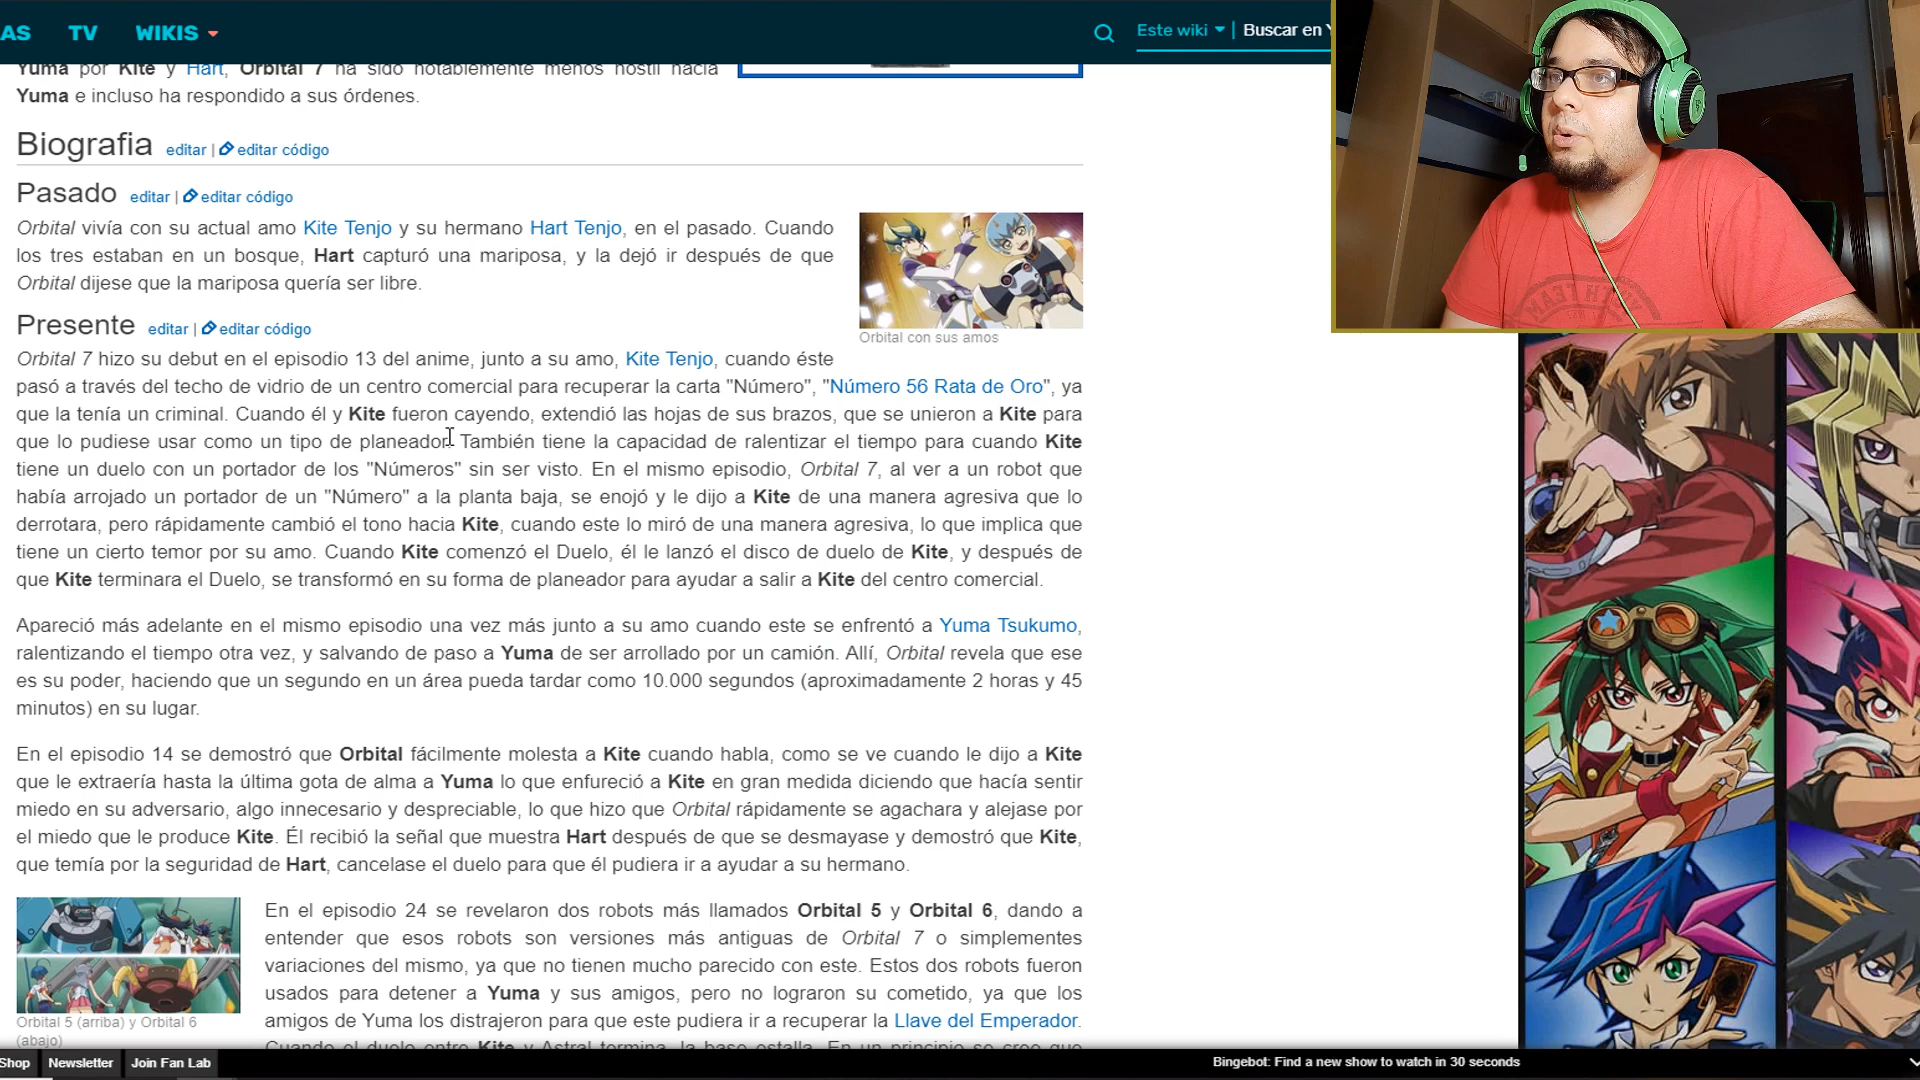 AS TV WIKIS
Este wiki | Buscar en Y
Yuma por Kite y Hart, Orbital 7 ha sido notablemente menos hostil hacia
Yuma e incluso ha respondido a sus órdenes.
Biografia editar | editar código
Pasado editar | editar código
Orbital vivía con su actual amo Kite Tenjo y su hermano Hart Tenjo, en el pasado. Cuando
los tres estaban en un bosque, Hart capturó una mariposa, y la dejó ir después de que
Orbital dijese que la mariposa quería ser libre.
Orbital con sus amos
Presente editar | editar código
Orbital 7 hizo su debut en el episodio 13 del anime, junto a su amo, Kite Tenjo, cuando éste
pasó a través del techo de vidrio de un centro comercial para recuperar la carta "Número", "Número 56 Rata de Oro", ya
que la tenía un criminal. Cuando él y Kite fueron cayendo, extendió las hojas de sus brazos, que se unieron a Kite para
que lo pudiese usar como un tipo de planeador. También tiene la capacidad de ralentizar el tiempo para cuando Kite
tiene un duelo con un portador de los "Números" sin ser visto. En el mismo episodio, Orbital 7, al ver a un robot que
había arrojado un portador de un "Número" a la planta baja, se enojó y le dijo a Kite de una manera agresiva que lo
derrotara, pero rápidamente cambió el tono hacia Kite, cuando este lo miró de una manera agresiva, lo que implica que
tiene un cierto temor por su amo. Cuando Kite comenzó el Duelo, él le lanzó el disco de duelo de Kite, y después de
que Kite terminara el Duelo, se transformó en su forma de planeador para ayudar a salir a Kite del centro comercial.
Apareció más adelante en el mismo episodio una vez más junto a su amo cuando este se enfrentó a Yuma Tsukumo,
ralentizando el tiempo otra vez, y salvando de paso a Yuma de ser arrollado por un camión. Allí, Orbital revela que ese
es su poder, haciendo que un segundo en un área pueda tardar como 10.000 segundos (aproximadamente 2 horas y 45
minutos) en su lugar.
En el episodio 14 se demostró que Orbital fácilmente molesta a Kite cuando habla, como se ve cuando le dijo a Kite
que le extraería hasta la última gota de alma a Yuma lo que enfureció a Kite en gran medida diciendo que hacía sentir
miedo en su adversario, algo innecesario y despreciable, lo que hizo que Orbital rápidamente se agachara y alejase por
el miedo que le produce Kite. Él recibió la señal que muestra Hart después de que se desmayase y demostró que Kite,
que temía por la seguridad de Hart, cancelase el duelo para que él pudiera ir a ayudar a su hermano.
Orbital 5 (arriba) y Orbital 6
(abajo)
En el episodio 24 se revelaron dos robots más llamados Orbital 5 y Orbital 6, dando a
entender que esos robots son versiones más antiguas de Orbital 7 o simplementes
variaciones del mismo, ya que no tienen mucho parecido con este. Estos dos robots fueron
usados para detener a Yuma y sus amigos, pero no lograron su cometido, ya que los
amigos de Yuma los distrajeron para que este pudiera ir a recuperar la Llave del Emperador.
Cuando el duelo entre Kite y Astral termina, la base estalla. En un principio se cree que
Shop Newsletter Join Fan Lab
Bingebot: Find a new show to watch in 30 seconds